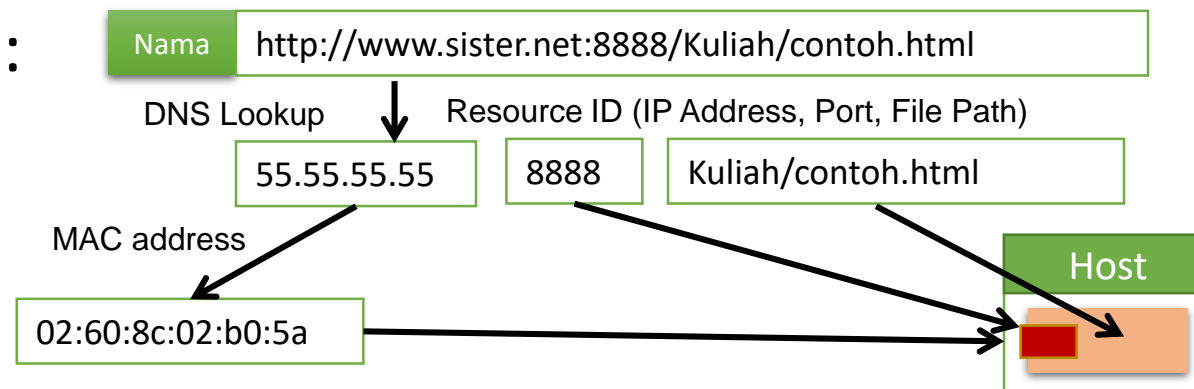 :
Nama http://www.sister.net:8888/Kuliah/contoh.html
DNS Lookup Resource ID (IP Address, Port, File Path)
55.55.55.55 8888 Kuliah/contoh.html
MAC address
Host
02:60:8c:02:b0:5a